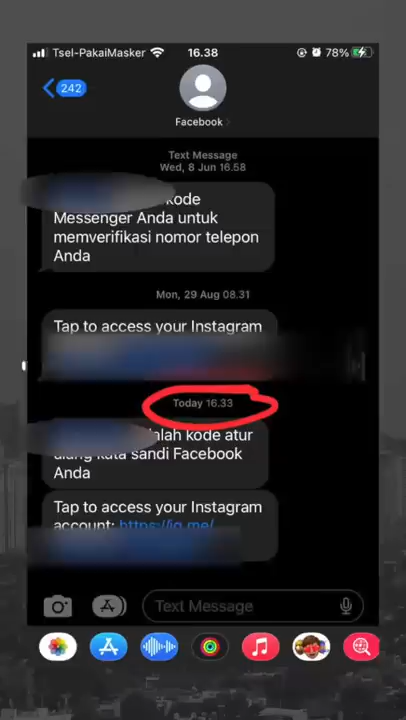 Tsel-PakaiMasker
16.38
78%
242
Facebook
Text Message
Wed, 8 Jun 16.58
kode
Messenger Anda untuk
memverifikasi nomor telepon
Anda
Mon, 29 Aug 08.31
Tap to access your Instagram
Today 16.33
alah kode atur
ulang kata sandi Facebook
Anda
Tap to access your Instagram
account: https://ig.me/
Text Message